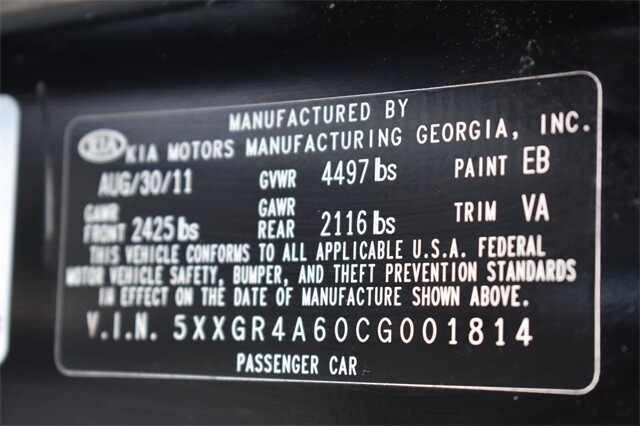 MANUFACTURED BY
KIA KIA MOTORS MANUFACTURING GEORGIA, INC.
AUG/30/11 GVWR 4497 lbs PAINT EB
GAWR FRONT 2425 lbs GAWR REAR 2116 lbs TRIM VA
THIS VEHICLE CONFORMS TO ALL APPLICABLE U.S.A. FEDERAL
MOTOR VEHICLE SAFETY, BUMPER, AND THEFT PREVENTION STANDARDS
IN EFFECT ON THE DATE OF MANUFACTURE SHOWN ABOVE.
V.I.N. 5XXGR4A60CG001814
PASSENGER CAR